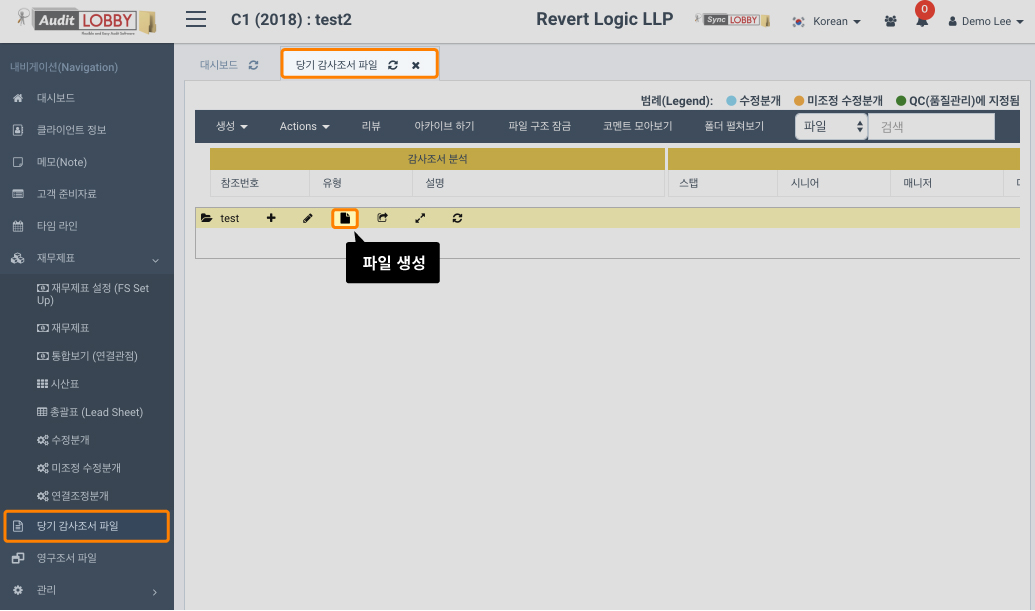 Audit LOBBY
C1 (2018) : test2
Revert Logic LLP
Sync LOBBY
Korean
0
Demo Lee
내비게이션(Navigation)
대시보드
클라이언트 정보
메모(Note)
고객 준비자료
타임 라인
재무제표
재무제표 설정 (FS Set
Up)
재무제표
통합보기 (연결관점)
시산표
총괄표 (Lead Sheet)
수정분개
미조정 수정분개
연결조정분개
당기 감사조서 파일
영구조서 파일
관리
대시보드
당기 감사조서 파일
범례(Legend): 수정분개 미조정 수정분개 QC(품질관리)에 지정됨
생성 Actions 리뷰 아카이브 하기 파일 구조 잠금 코멘트 모아보기 폴더 펼쳐보기 파일 검색
감사조서 분석
참조번호 유형 설명 스탭 시니어 매니저
test
파일 생성